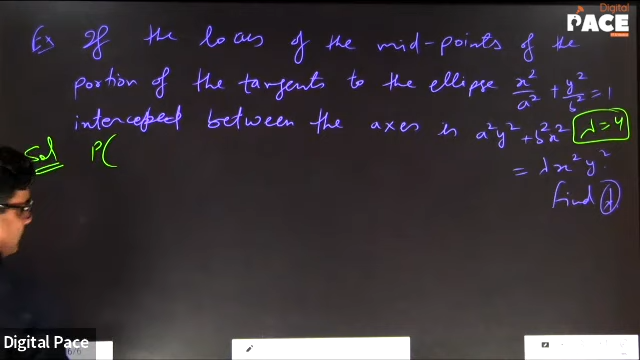 Digital
PACE
Ex If the locus of the mid-points of the
portion of the tangents to the ellipse x²/a² + y²/b² = 1
intercepted between the axes is a²y² + b²x² λ=4
= λx²y².
find λ.
Sol P(
Digital Pace